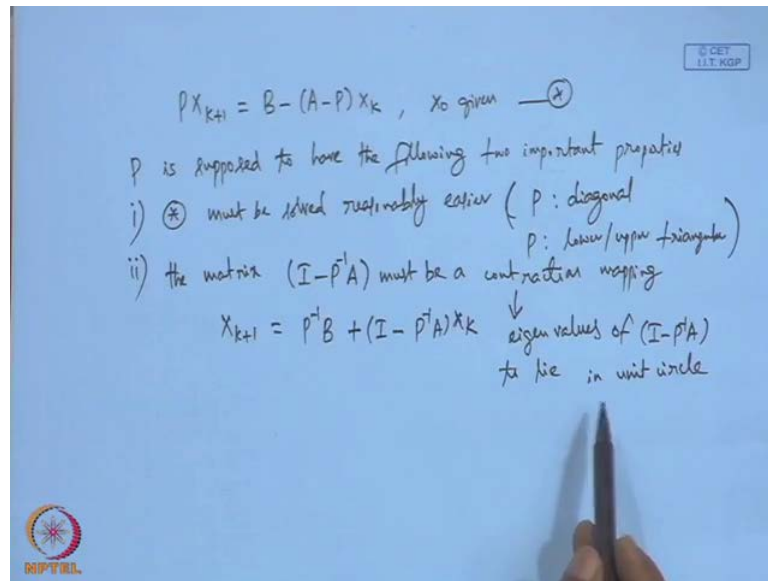 © CET
I.I.T. KGP
PX_{k+1} = B - (A-P) X_k , X_0 given —(*)
P is supposed to have the following two important properties
i) (*) must be solved reasonably easier ( P : diagonal
P : lower/upper triangular )
ii) the matrix (I - P^{-1}A) must be a contraction mapping
X_{k+1} = P^{-1}B + (I - P^{-1}A) X_k ↓ eigen values of (I - P^{-1}A)
to lie in unit circle
NPTEL